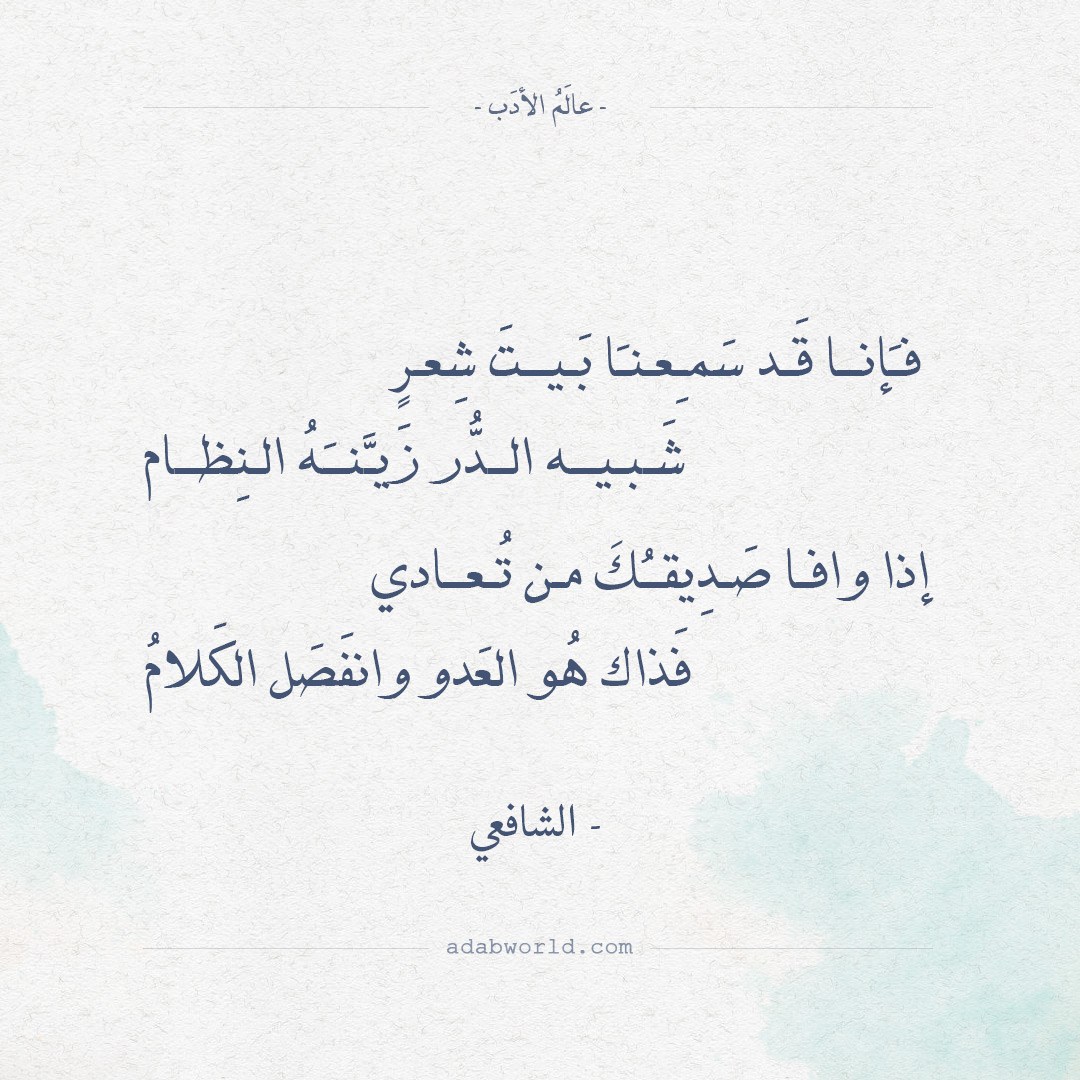 - عالَمُ الأدَب -
فَإنا قَد سَمِعنَا بَيتَ شِعرٍ
شَبيه الدُّر زَيَّنَهُ النِظام
إذا وافا صَدِيقُكَ من تُعادي
فَذاك هُو العَدو وانفَصَل الكَلامُ
- الشافعي
adabworld.com